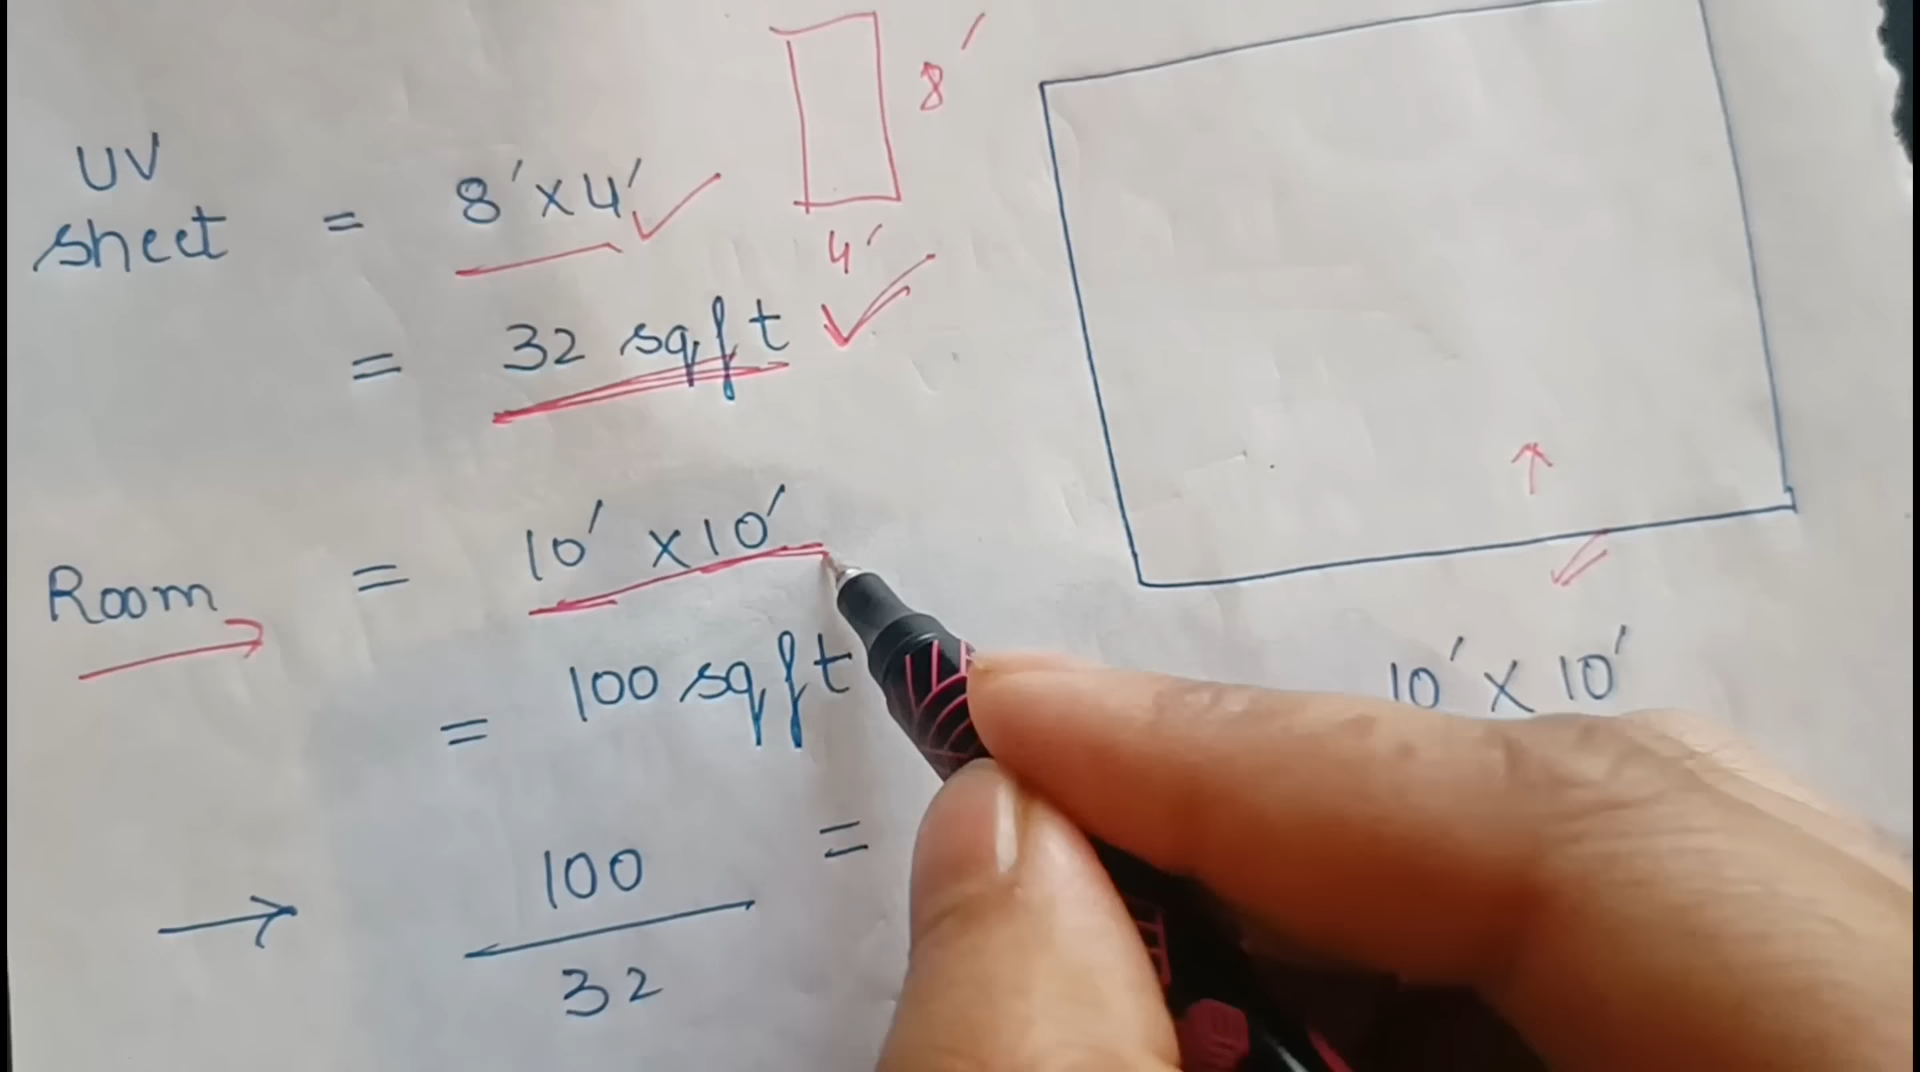 8′
UV
sheet = 8′x4′
4′
= 32 sqft
Room = 10′ x10′
= 100 sqft
10′ x 10′
→ 100 =
32